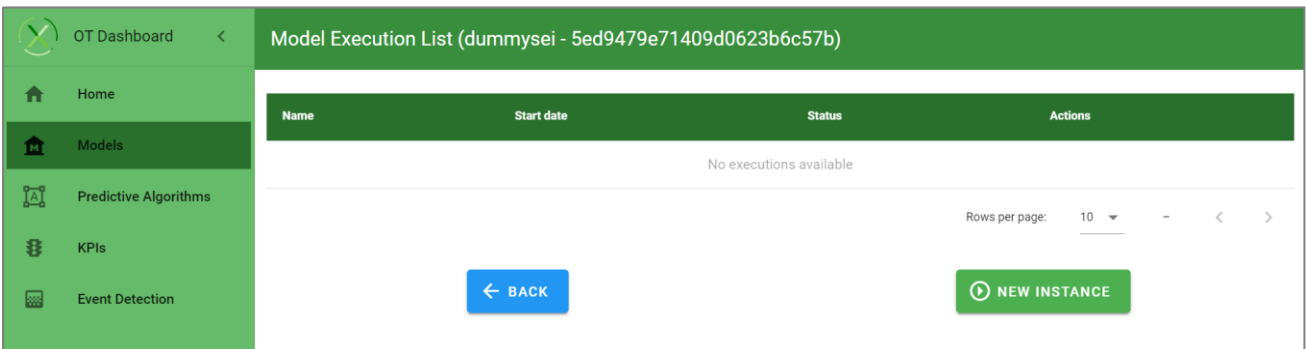 OT Dashboard
Model Execution List (dummysei - 5ed9479e71409d0623b6c57b)
Home
Models
Predictive Algorithms
KPIs
Event Detection
Name Start date Status Actions
No executions available
Rows per page: 10 –
BACK
NEW INSTANCE